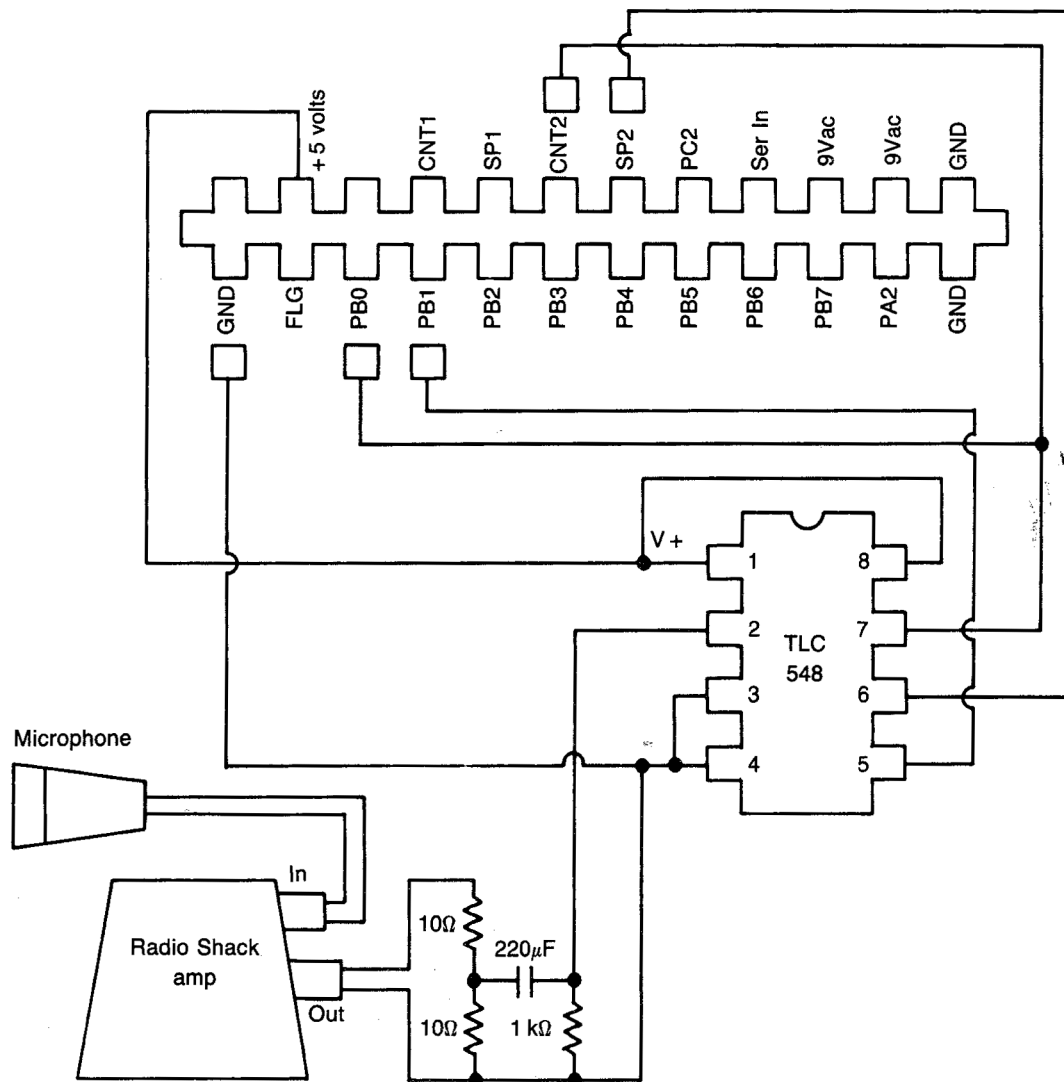 +5 volts
CNT1
SP1
CNT2
SP2
PC2
Ser In
9Vac
9Vac
GND
GND
FLG
PB0
PB1
PB2
PB3
PB4
PB5
PB6
PB7
PA2
GND
V+
1
8
2
7
TLC
548
3
6
4
5
Microphone
In
Radio Shack
amp
Out
10Ω
220μF
10Ω
1 kΩ